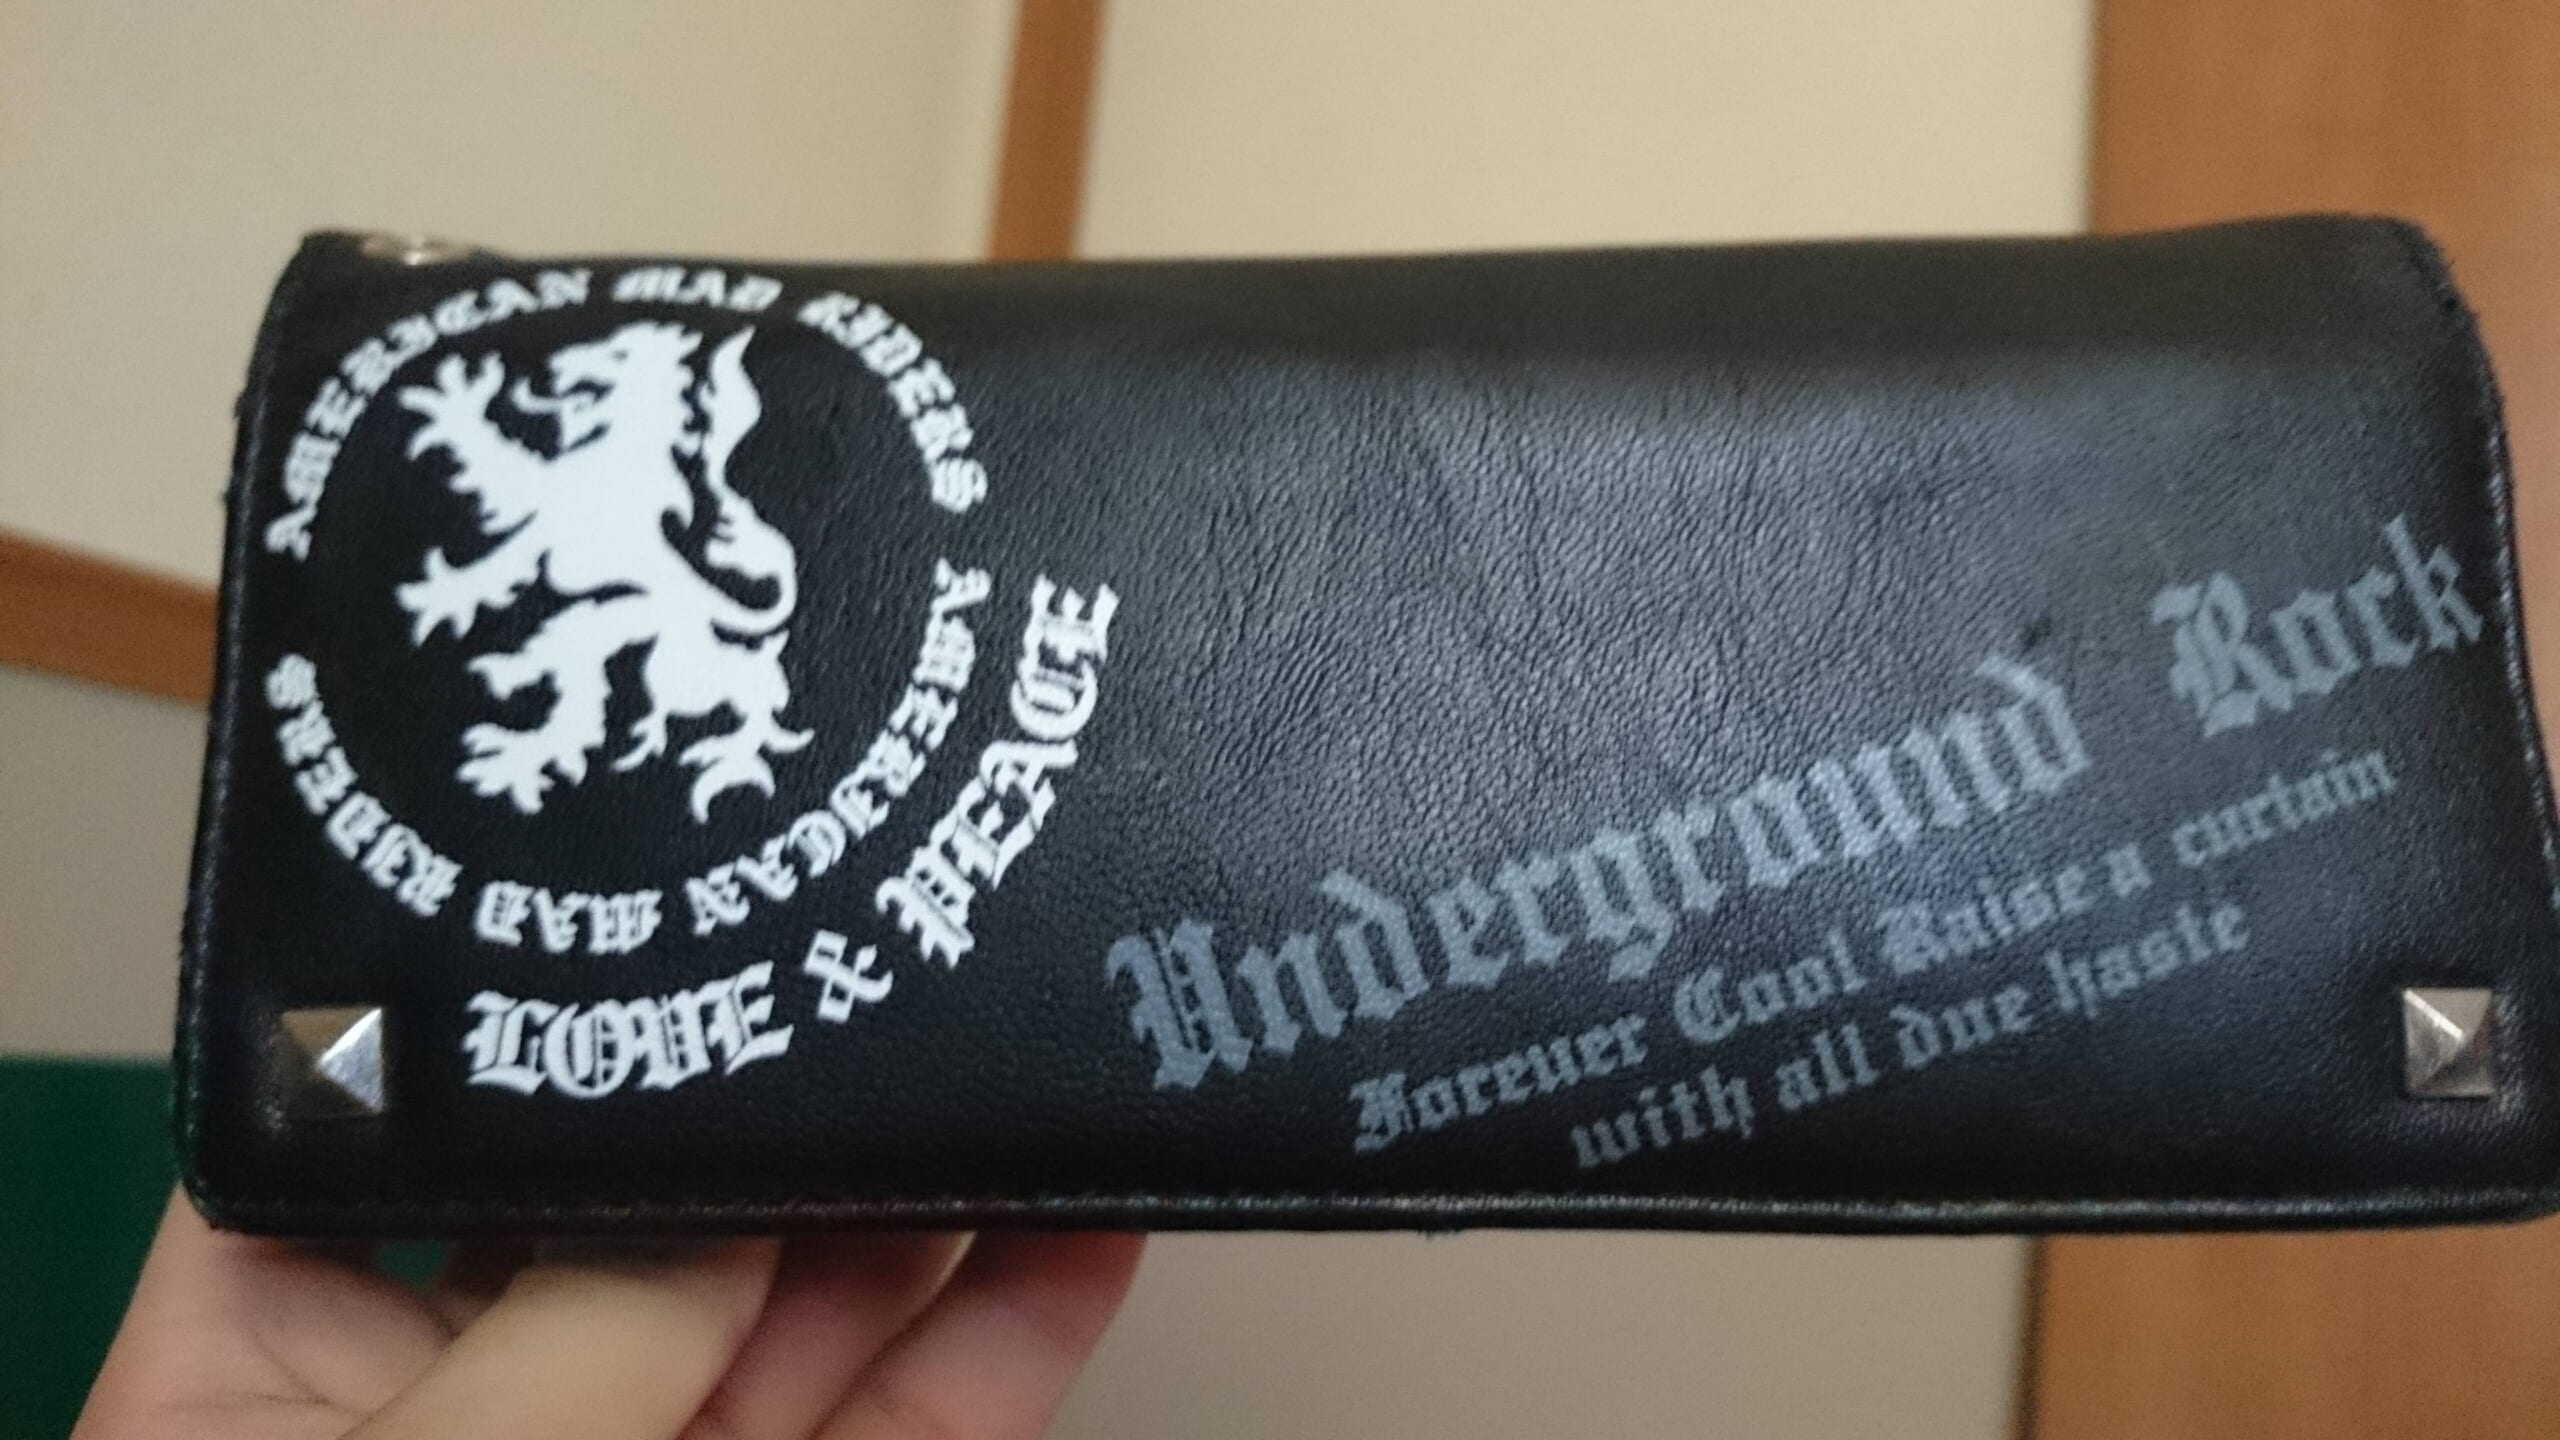 AMERICAN MAD RIDERS
AMERICAN MAD RIDERS
LOVE & PEACE
Underground Rock
Forever Cool Raise a curtain
with all due haste